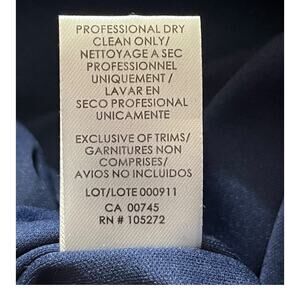 PROFESSIONAL DRY
CLEAN ONLY/
NETTOYAGE A SEC
PROFESSIONNEL
UNIQUEMENT /
LAVAR EN
SECO PROFESIONAL
UNICAMENTE
EXCLUSIVE OF TRIMS/
GARNITURES NON
COMPRISES/
AVIOS NO INCLUIDOS
LOT/LOTE 000911
CA 00745
RN # 105272